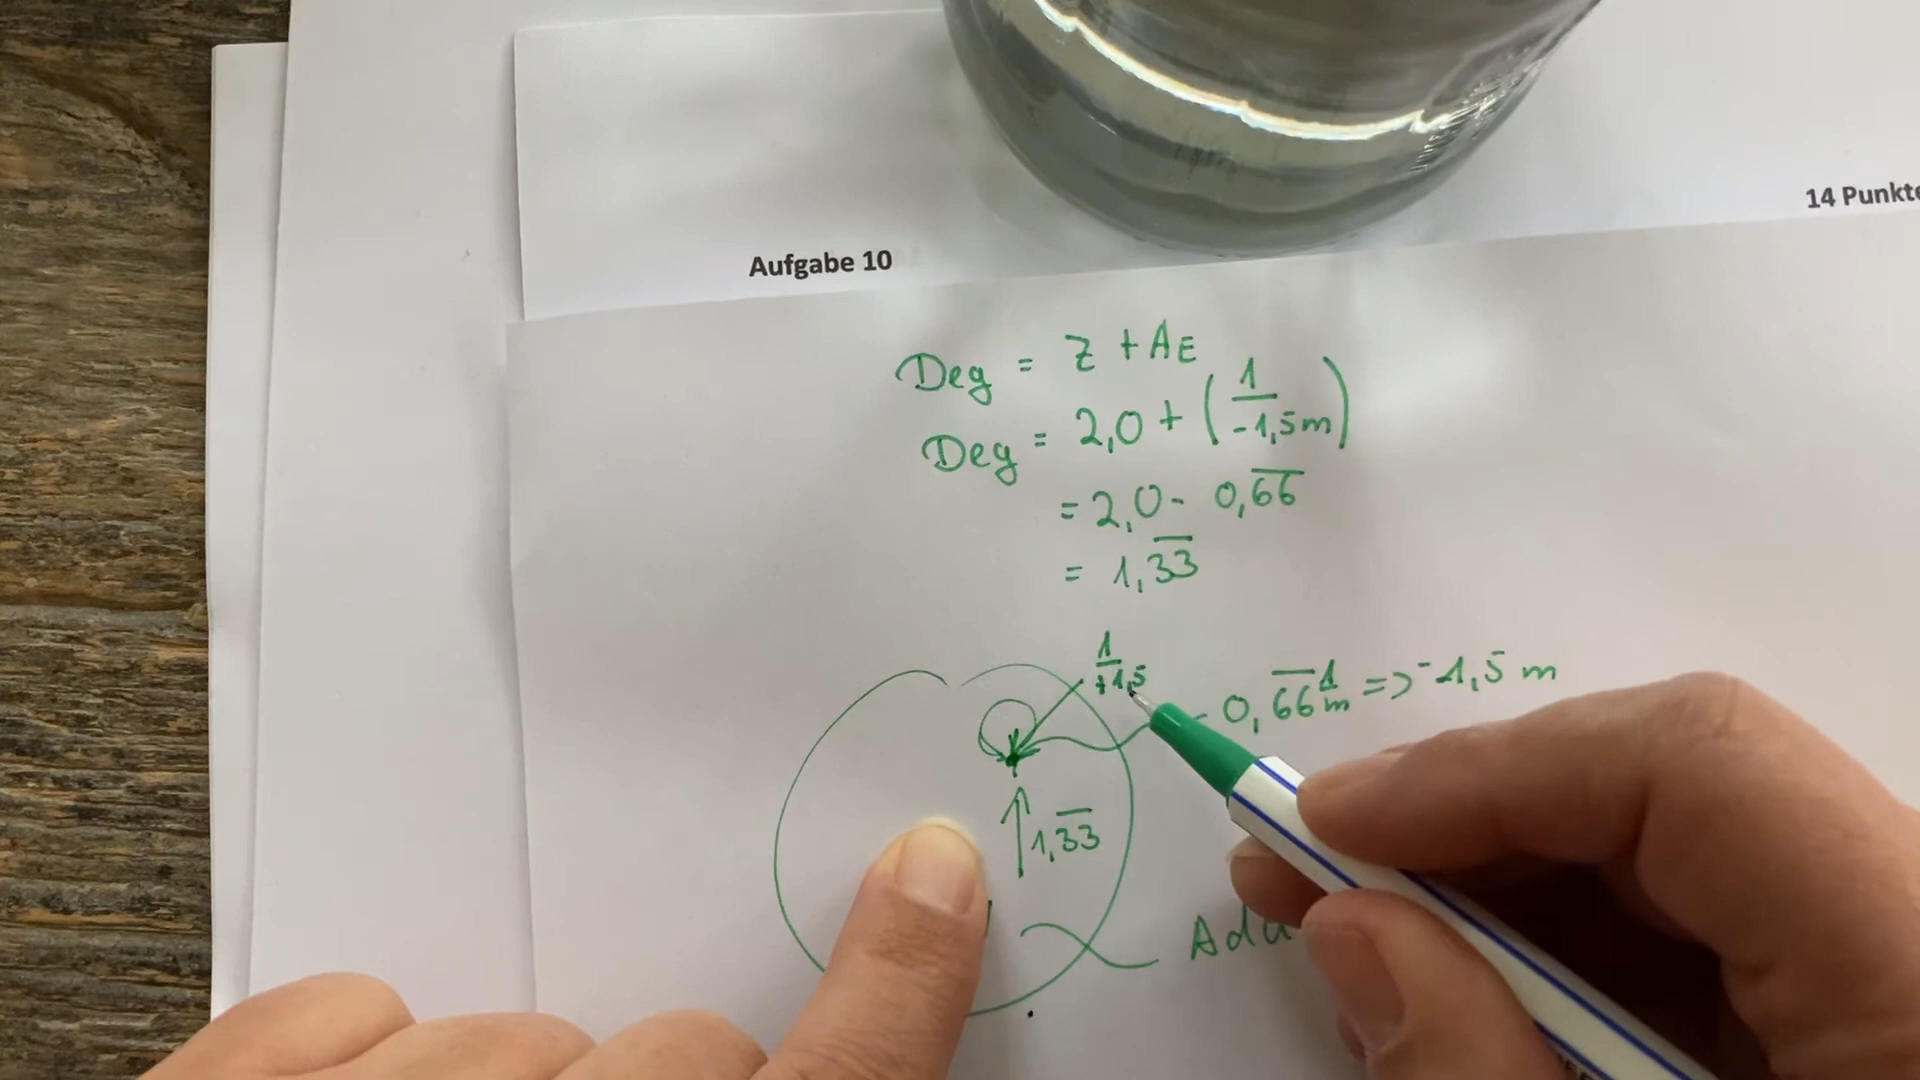 14 Punkte
Aufgabe 10
Deg = Z + AE
Deg = 2,0 + (1/-1,5m)
= 2,0 - 0,66
= 1,33
1/+1,5
- 0,66 1/m => -1,5 m
1,33